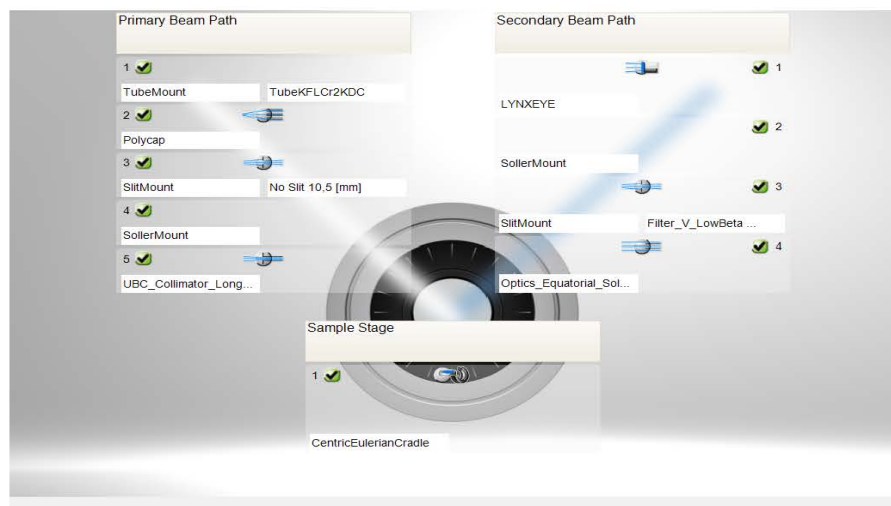 Primary Beam Path
1
TubeMount TubeKFLCr2KDC
2
Polycap
3
SlitMount No Slit 10,5 [mm]
4
SollerMount
5
UBC_Collimator_Long...
Secondary Beam Path
1
LYNXEYE
2
SollerMount
3
SlitMount Filter_V_LowBeta ...
4
Optics_Equatorial_Sol...
Sample Stage
1
CentricEulerianCradle